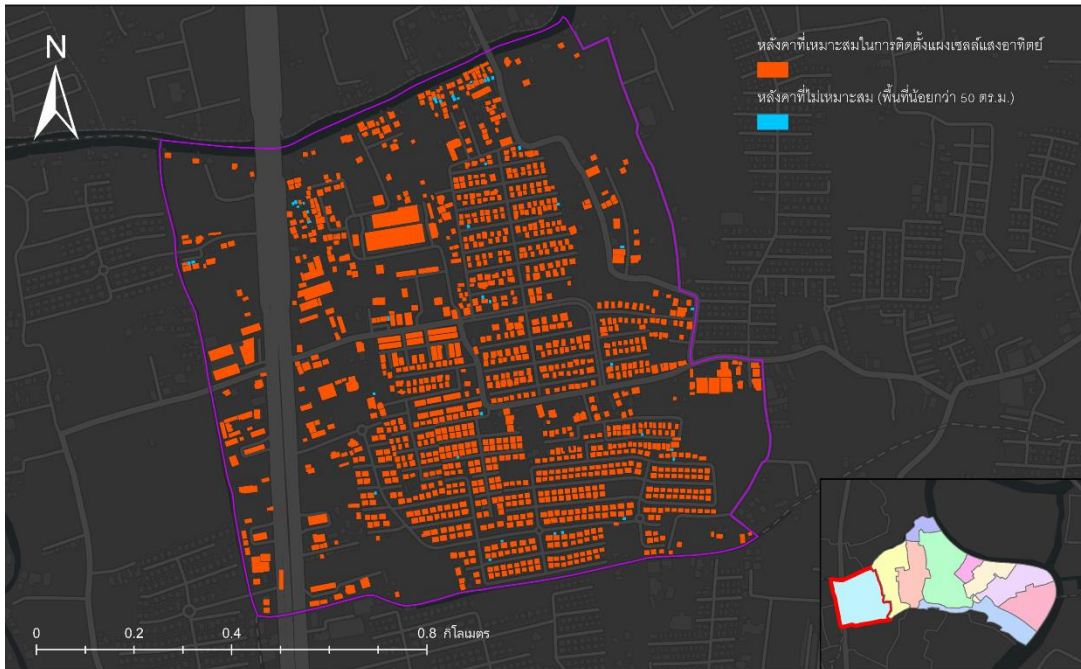 N
หลังคาที่เหมาะสมในการติดตั้งแผงเซลล์แสงอาทิตย์
หลังคาที่ไม่เหมาะสม (พื้นที่น้อยกว่า 50 ตร.ม.)
0 0.2 0.4 0.8 กิโลเมตร